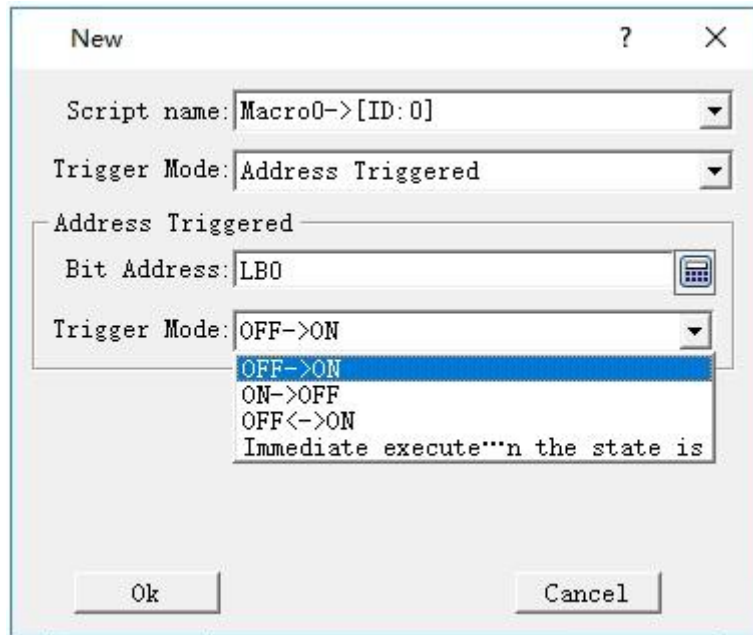 New
Script name: Macro0->[ID:0]
Trigger Mode: Address Triggered
Address Triggered
Bit Address: LB0
Trigger Mode: OFF->ON
OFF->ON
ON->OFF
OFF<->ON
Immediate execute…n the state is
Ok Cancel